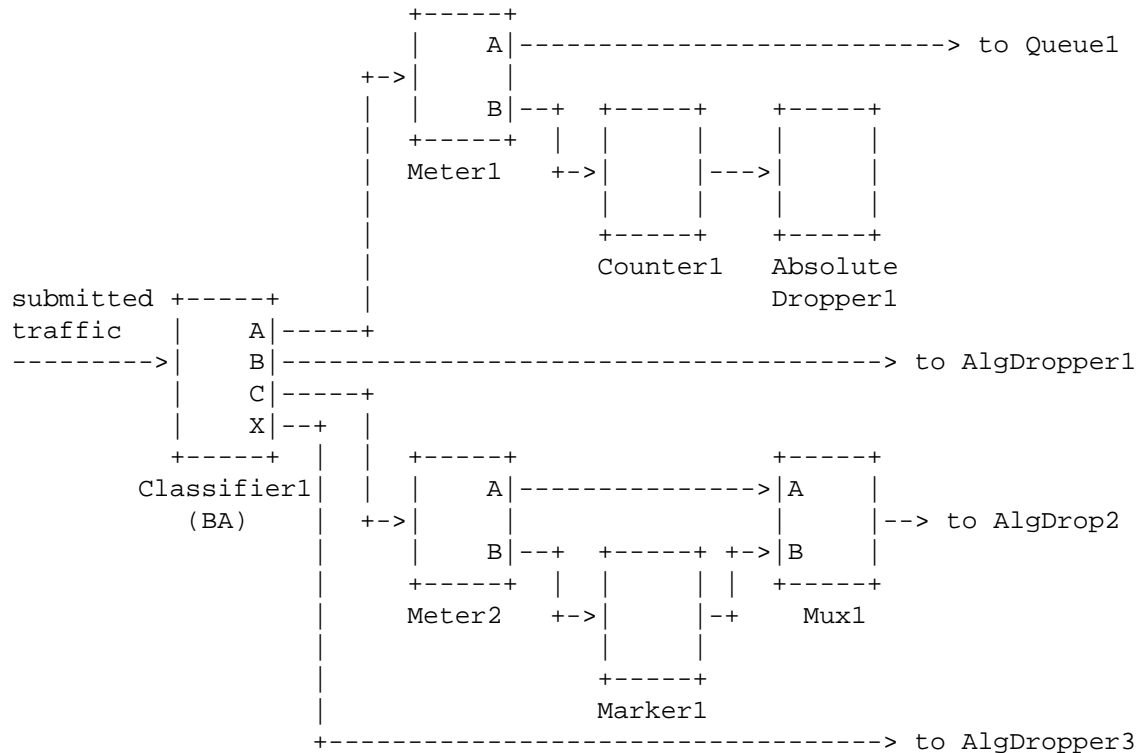 A to Queue1
B
Meter1
Counter1 Absolute
submitted Dropper1
traffic A
B to AlgDropper1
C
X
Classifier1 A A
(BA) to AlgDrop2
B B
Meter2 Mux1
Marker1
to AlgDropper3